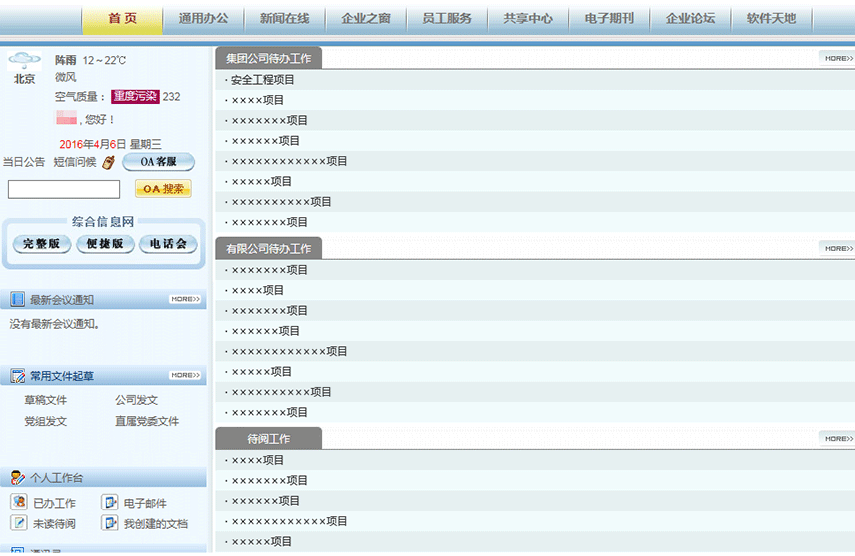 首 页 通用办公 新闻在线 企业之窗 员工服务 共享中心 电子期刊 企业论坛 软件天地
阵雨 12～22℃
北京 微风
空气质量： 重度污染 232
，您好！
2016年4月6日 星期三
当日公告 短信问候 OA客服
OA 搜索
综合信息网
完整版 便捷版 电话会
最新会议通知 MORE>>
没有最新会议通知。
常用文件起草 MORE>>
草稿文件 公司发文
党组发文 直属党委文件
个人工作台
已办工作 电子邮件
未读待阅 我创建的文档
集团公司待办工作 MORE>>
·安全工程项目
·××××项目
·×××××××项目
·××××××项目
·××××××××××××项目
·×××××项目
·××××××××××项目
·×××××××项目
有限公司待办工作 MORE>>
·×××××××项目
·××××项目
·×××××××项目
·××××××项目
·××××××××××××项目
·×××××项目
·××××××××××项目
·×××××××项目
待阅工作 MORE>>
·××××项目
·×××××××项目
·××××××项目
·××××××××××××项目
·×××××项目